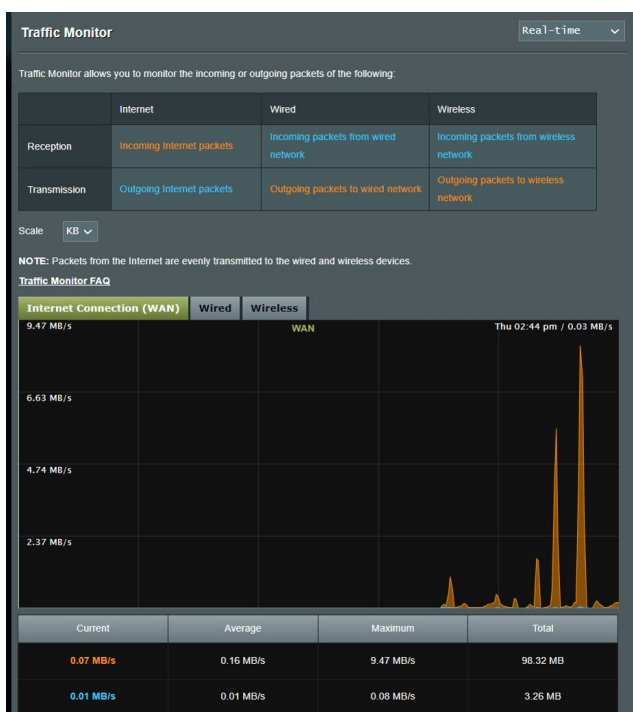 Traffic Monitor
Real-time
Traffic Monitor allows you to monitor the incoming or outgoing packets of the following:
Internet Wired Wireless
Reception Incoming Internet packets Incoming packets from wired network Incoming packets from wireless network
Transmission Outgoing Internet packets Outgoing packets to wired network Outgoing packets to wireless network
Scale KB
NOTE: Packets from the Internet are evenly transmitted to the wired and wireless devices.
Traffic Monitor FAQ
Internet Connection (WAN) Wired Wireless
9.47 MB/s WAN Thu 02:44 pm / 0.03 MB/s
6.63 MB/s
4.74 MB/s
2.37 MB/s
Current Average Maximum Total
0.07 MB/s 0.16 MB/s 9.47 MB/s 98.32 MB
0.01 MB/s 0.01 MB/s 0.08 MB/s 3.26 MB